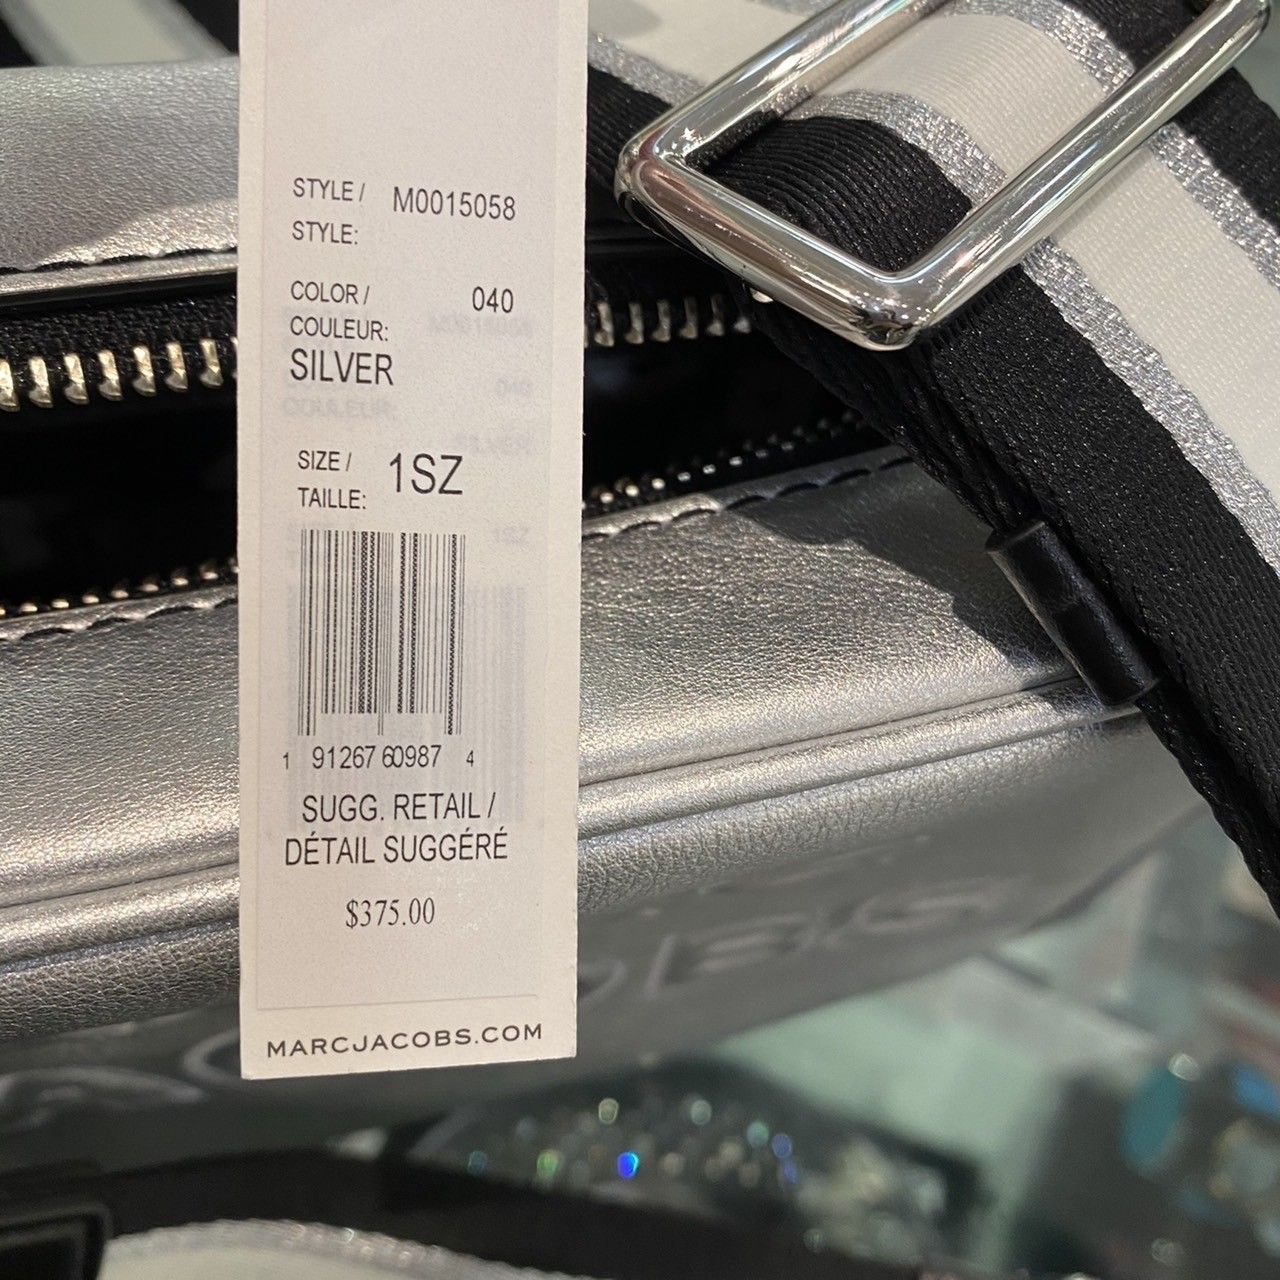 STYLE / M0015058
STYLE:
COLOR / 040
COULEUR:
SILVER
SIZE / 1SZ
TAILLE:
1 91267 60987 4
SUGG. RETAIL /
DÉTAIL SUGGÉRÉ
$375.00
MARCJACOBS.COM